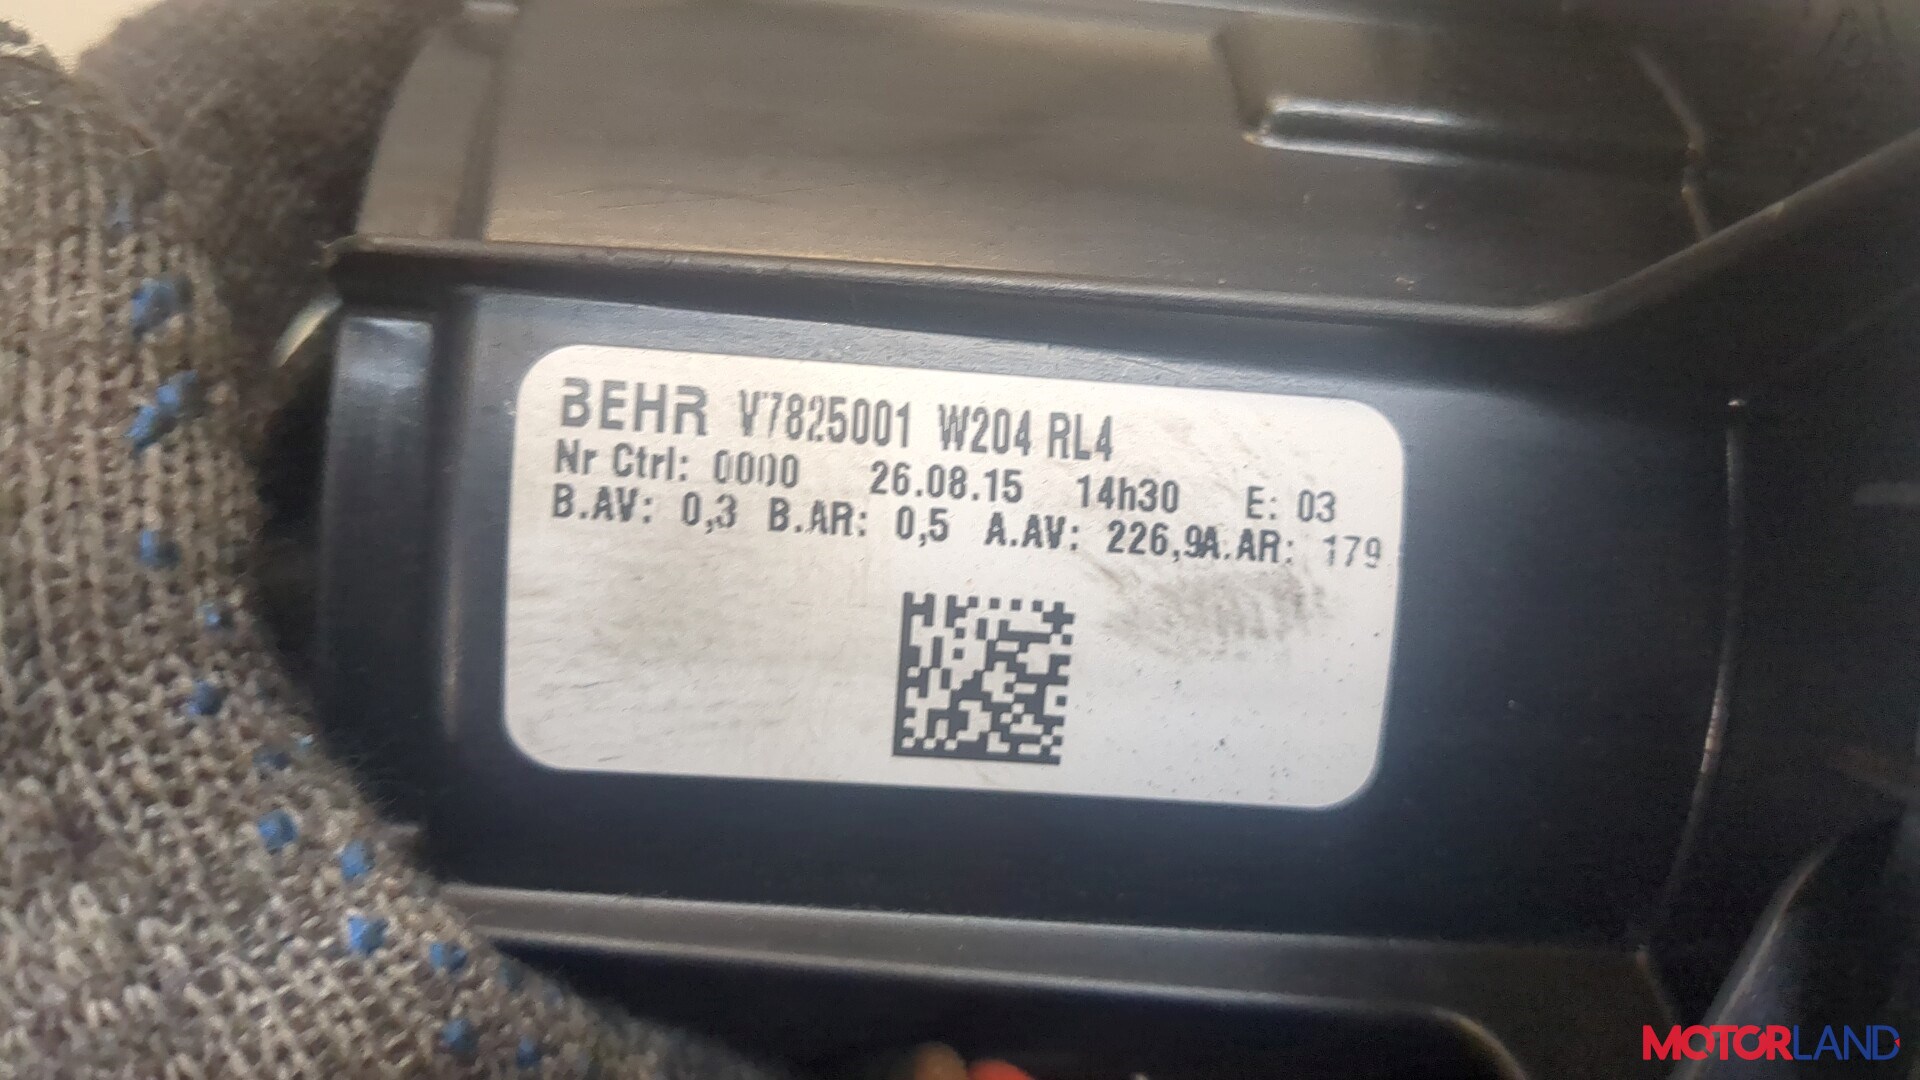 BEHR V7825001 W204 RL4
Nr Ctrl: 0000 26.08.15 14h30 E: 03
B.AV: 0,3 B.AR: 0,5 A.AV: 226,9A.AR: 179
MOTORLAND